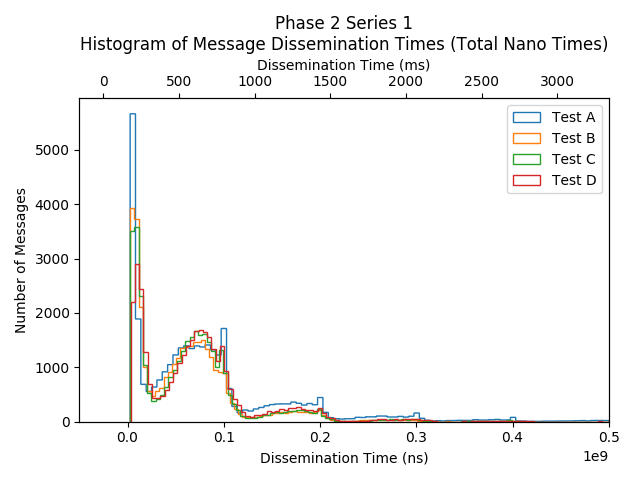 Phase 2 Series 1
Histogram of Message Dissemination Times (Total Nano Times)
Dissemination Time (ms)
0 500 1000 1500 2000 2500 3000
Test A
Test B
Test C
Test D
Number of Messages
5000
4000
3000
2000
1000
0
0.0 0.1 0.2 0.3 0.4 0.5
1e9
Dissemination Time (ns)